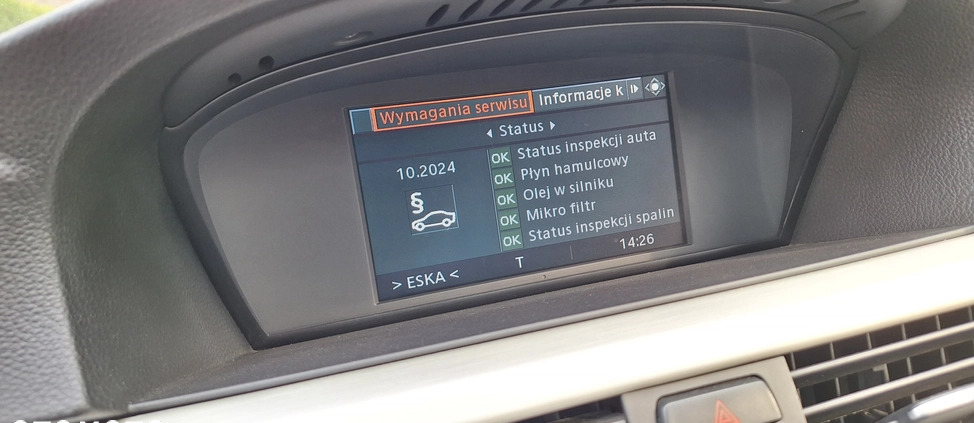 Wymagania serwisu Informacje k
Status
10.2024
§
OK Status inspekcji auta
OK Płyn hamulcowy
OK Olej w silniku
OK Mikro filtr
OK Status inspekcji spalin
> ESKA < T 14:26